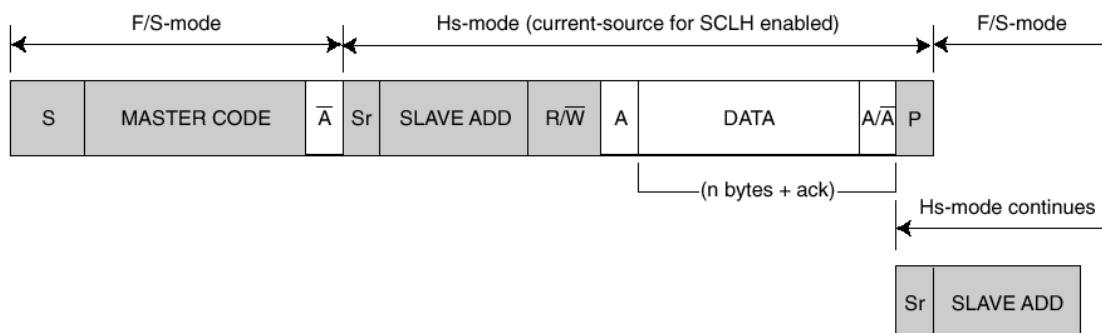 F/S-mode Hs-mode (current-source for SCLH enabled) F/S-mode
S MASTER CODE A̅ Sr SLAVE ADD R/W̅ A DATA A/A̅ P
(n bytes + ack)
Hs-mode continues
Sr SLAVE ADD